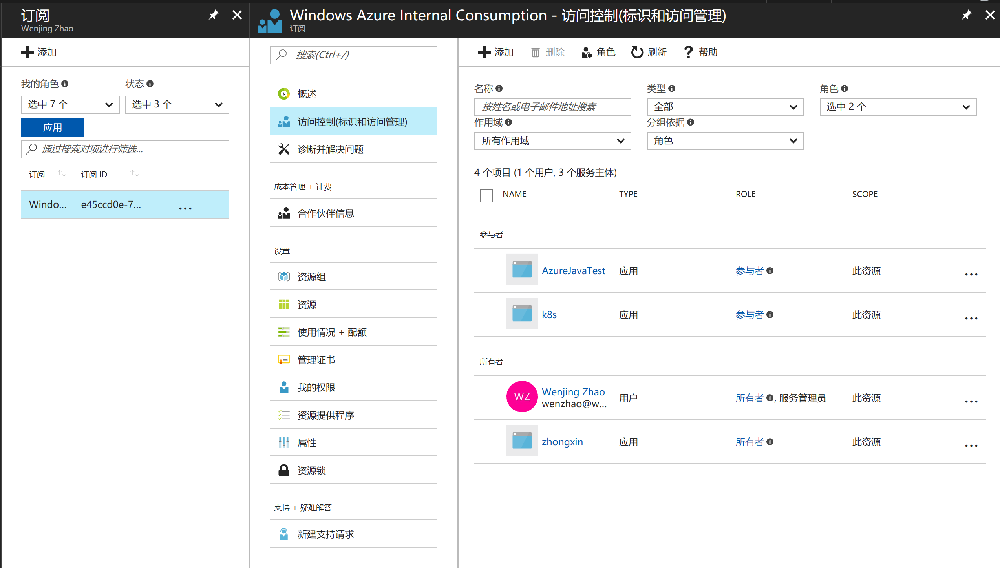 订阅
Wenjing.Zhao
添加
我的角色
状态
选中 7 个
选中 3 个
应用
通过搜索对项进行筛选...
订阅
订阅 ID
Windo...
e45ccd0e-7...
...
Windows Azure Internal Consumption - 访问控制(标识和访问管理)
订阅
搜索(Ctrl+/)
概述
访问控制(标识和访问管理)
诊断并解决问题
成本管理 + 计费
合作伙伴信息
设置
资源组
资源
使用情况 + 配额
管理证书
我的权限
资源提供程序
属性
资源锁
支持 + 疑难解答
新建支持请求
添加
删除
角色
刷新
? 帮助
名称
类型
角色
按姓名或电子邮件地址搜素
全部
选中 2 个
作用域
分组依据
所有作用域
角色
4 个项目 (1 个用户, 3 个服务主体)
NAME
TYPE
ROLE
SCOPE
参与者
AzureJavaTest
应用
参与者
此资源
...
k8s
应用
参与者
此资源
...
所有者
WZ
Wenjing Zhao
wenzhao@w...
用户
所有者 , 服务管理员
此资源
...
zhongxin
应用
所有者
此资源
...